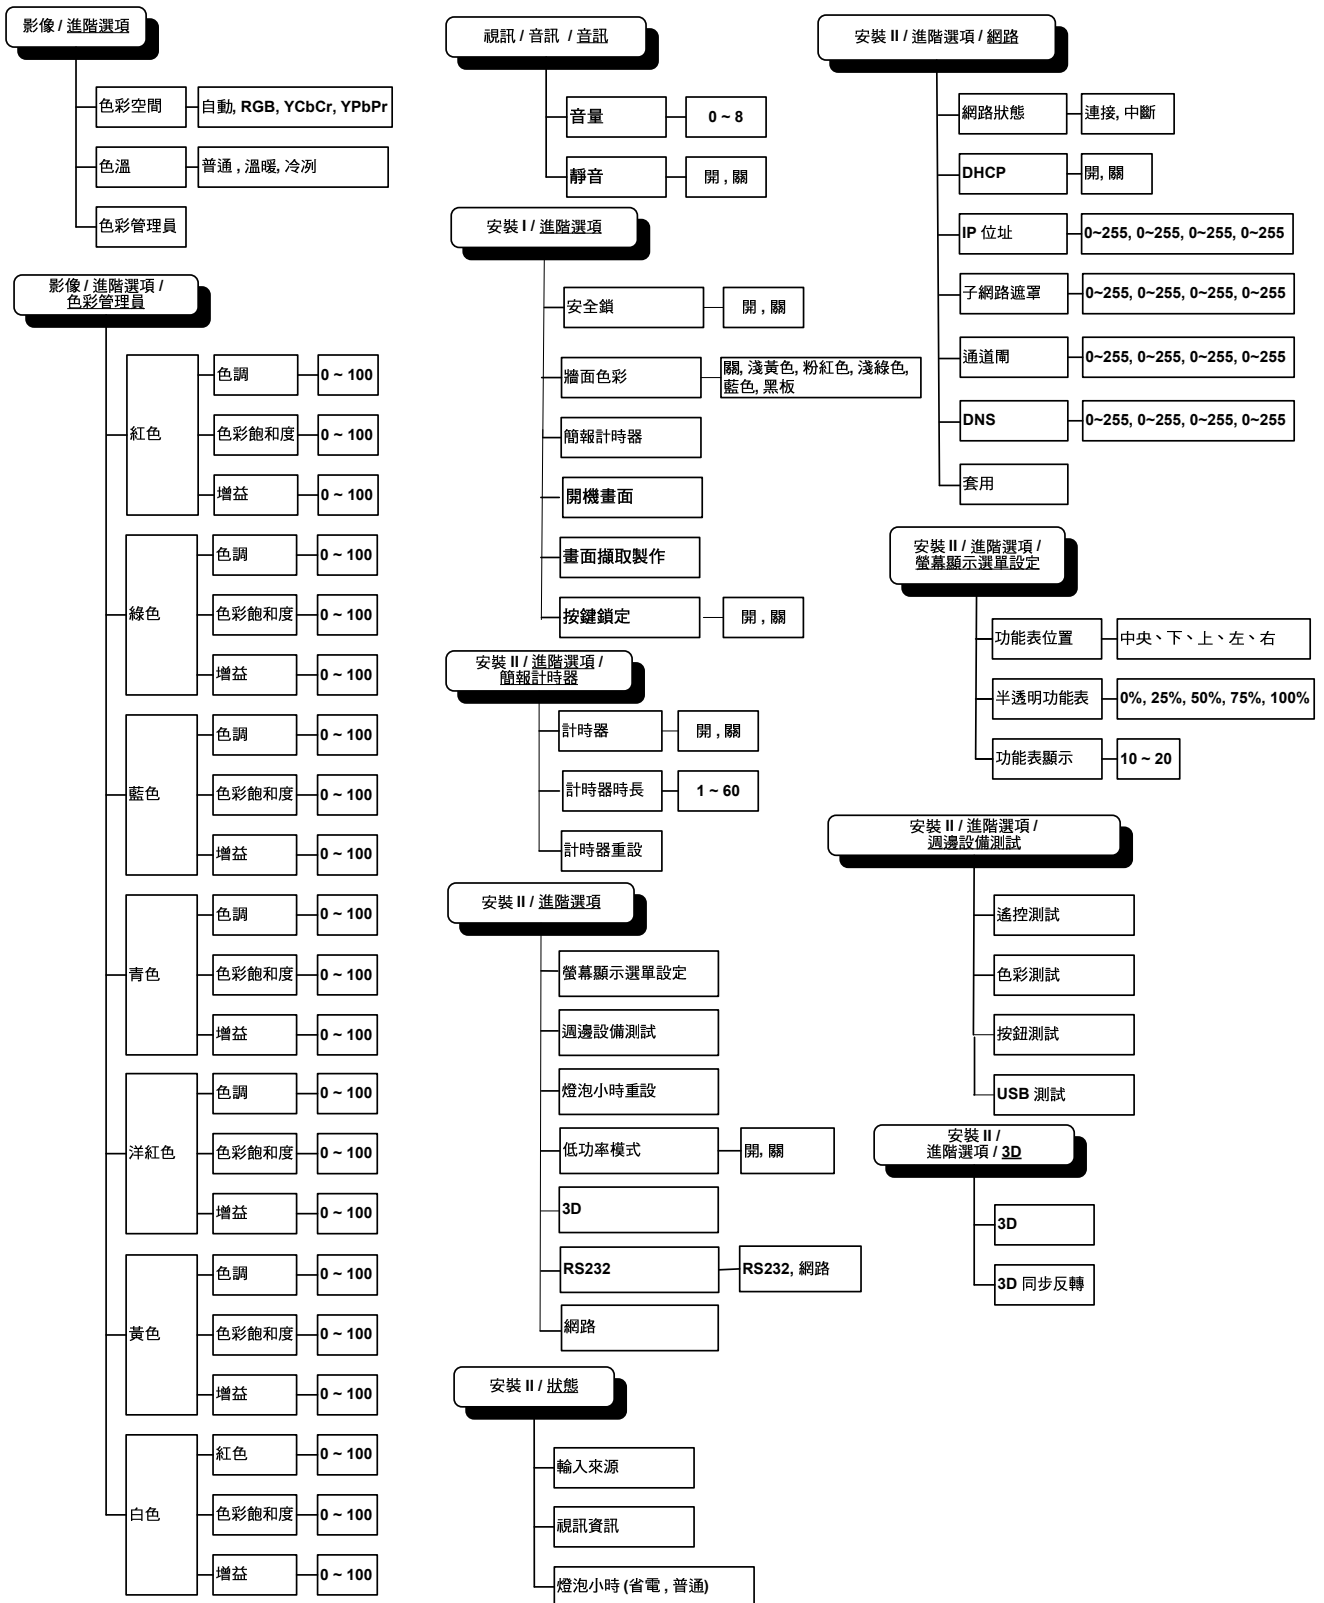 影像 / 進階選項
色彩空間
自動, RGB, YCbCr, YPbPr
色溫
普通 , 溫暖, 冷冽
色彩管理員
影像 / 進階選項 /
色彩管理員
紅色
色調
0 ~ 100
色彩飽和度
0 ~ 100
增益
0 ~ 100
綠色
色調
0 ~ 100
色彩飽和度
0 ~ 100
增益
0 ~ 100
藍色
色調
0 ~ 100
色彩飽和度
0 ~ 100
增益
0 ~ 100
青色
色調
0 ~ 100
色彩飽和度
0 ~ 100
增益
0 ~ 100
洋紅色
色調
0 ~ 100
色彩飽和度
0 ~ 100
增益
0 ~ 100
黃色
色調
0 ~ 100
色彩飽和度
0 ~ 100
增益
0 ~ 100
白色
紅色
0 ~ 100
色彩飽和度
0 ~ 100
增益
0 ~ 100
視訊 / 音訊 / 音訊
音量
0 ~ 8
靜音
開 , 關
安裝 I / 進階選項
安全鎖
開 , 關
牆面色彩
關, 淺黃色, 粉紅色, 淺綠色,
藍色, 黑板
簡報計時器
開機畫面
畫面擷取製作
按鍵鎖定
開 , 關
安裝 II / 進階選項 /
簡報計時器
計時器
開 , 關
計時器時長
1 ~ 60
計時器重設
安裝 II / 進階選項
螢幕顯示選單設定
週邊設備測試
燈泡小時重設
低功率模式
開, 關
3D
RS232
RS232, 網路
網路
安裝 II / 狀態
輸入來源
視訊資訊
燈泡小時 (省電 , 普通)
安裝 II / 進階選項 / 網路
網路狀態
連接, 中斷
DHCP
開, 關
IP 位址
0~255, 0~255, 0~255, 0~255
子網路遮罩
0~255, 0~255, 0~255, 0~255
通道閘
0~255, 0~255, 0~255, 0~255
DNS
0~255, 0~255, 0~255, 0~255
套用
安裝 II / 進階選項 /
螢幕顯示選單設定
功能表位置
中央、下、上、左、右
半透明功能表
0%, 25%, 50%, 75%, 100%
功能表顯示
10 ~ 20
安裝 II / 進階選項 /
週邊設備測試
遙控測試
色彩測試
按鈕測試
USB 測試
安裝 II /
進階選項 / 3D
3D
3D 同步反轉